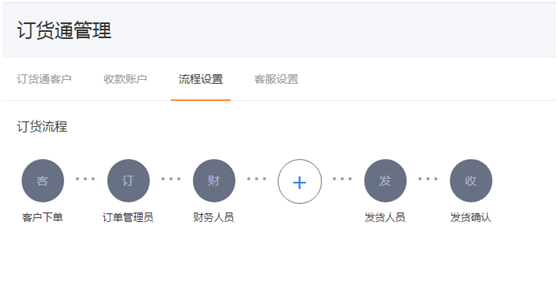 订货通管理
订货通客户 收款账户 流程设置 客服设置
订货流程
客 订 财 + 发 收
客户下单 订单管理员 财务人员 发货人员 发货确认